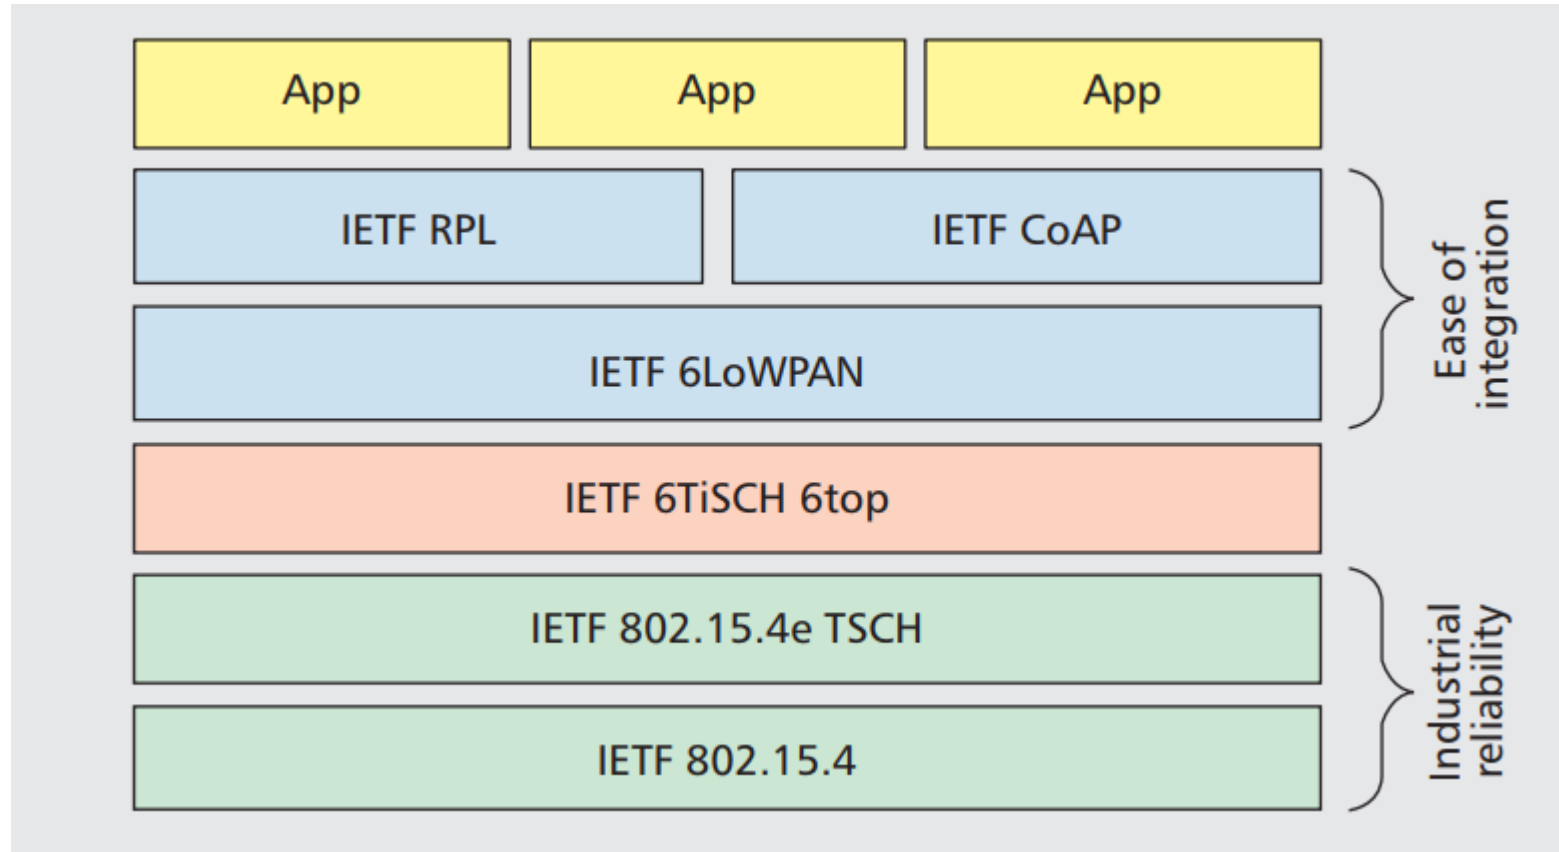 App
App
App
IETF RPL
IETF CoAP
IETF 6LoWPAN
Ease of
integration
IETF 6TiSCH 6top
IETF 802.15.4e TSCH
IETF 802.15.4
Industrial
reliability